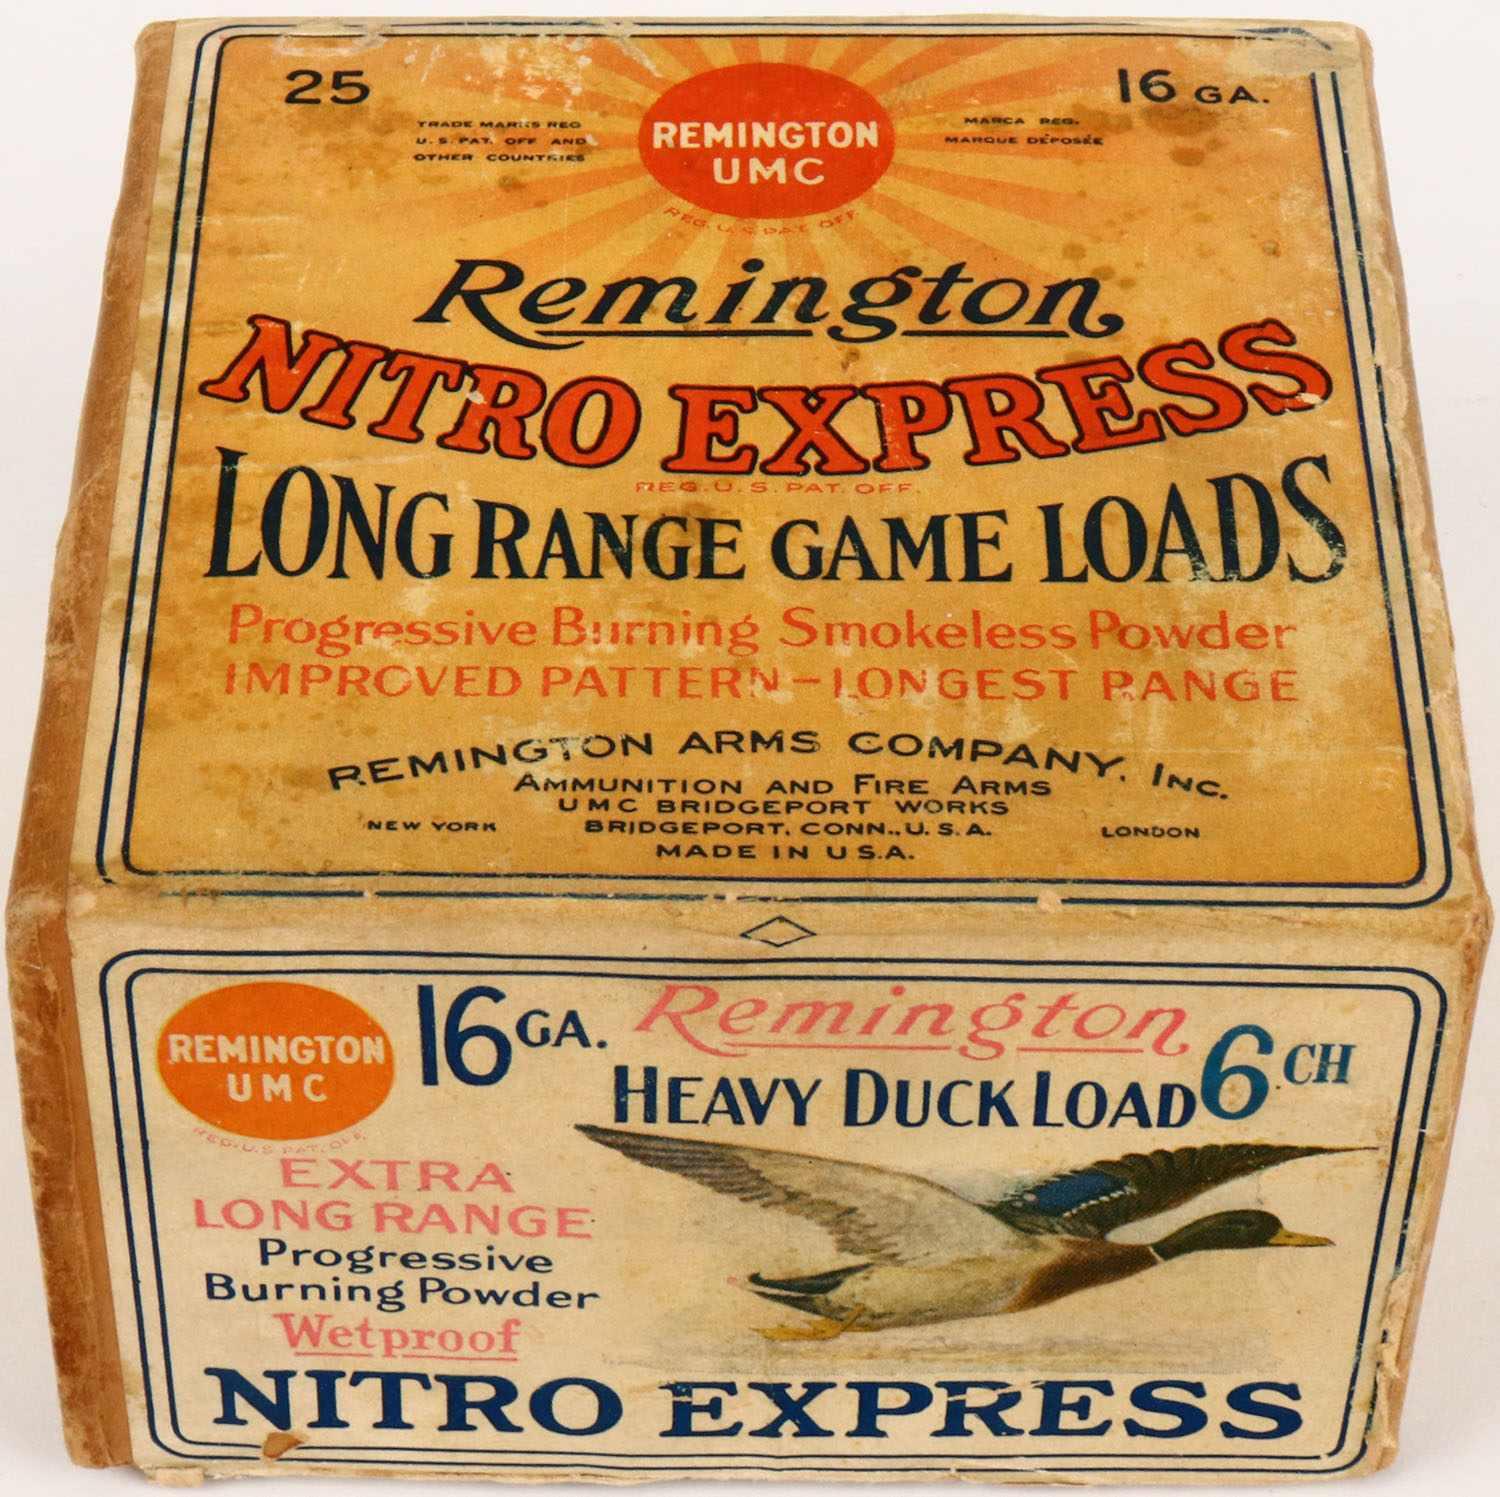 25
16 GA.
TRADE MARKS REG
U.S. PAT. OFF AND
OTHER COUNTRIES
REMINGTON
UMC
REG. U.S. PAT. OFF
MARCA REG.
MARQUE DÉPOSÉE
Remington
NITRO EXPRESS
REG. U.S. PAT. OFF.
LONG RANGE GAME LOADS
Progressive Burning Smokeless Powder
IMPROVED PATTERN – LONGEST RANGE
REMINGTON ARMS COMPANY, INC.
AMMUNITION AND FIRE ARMS
UMC BRIDGEPORT WORKS
NEW YORK BRIDGEPORT, CONN., U.S.A. LONDON
MADE IN U.S.A.
REMINGTON
UMC
REG. U.S. PAT. OFF.
16 GA.
Remington
HEAVY DUCK LOAD
6 CH
EXTRA
LONG RANGE
Progressive
Burning Powder
Wetproof
NITRO EXPRESS